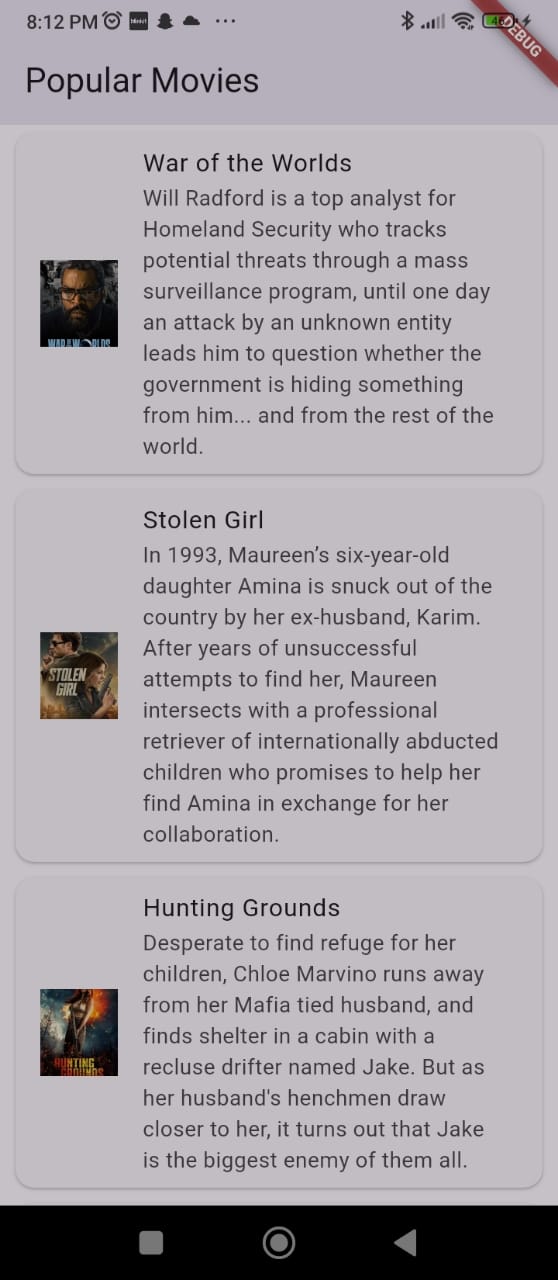 8:12 PM
blinkit
46
DEBUG
Popular Movies
War of the Worlds
Will Radford is a top analyst for
Homeland Security who tracks
potential threats through a mass
surveillance program, until one day
an attack by an unknown entity
leads him to question whether the
government is hiding something
from him... and from the rest of the
world.
WAR OF THE WORLDS
Stolen Girl
In 1993, Maureen’s six-year-old
daughter Amina is snuck out of the
country by her ex-husband, Karim.
After years of unsuccessful
attempts to find her, Maureen
intersects with a professional
retriever of internationally abducted
children who promises to help her
find Amina in exchange for her
collaboration.
STOLEN
GIRL
Hunting Grounds
Desperate to find refuge for her
children, Chloe Marvino runs away
from her Mafia tied husband, and
finds shelter in a cabin with a
recluse drifter named Jake. But as
her husband's henchmen draw
closer to her, it turns out that Jake
is the biggest enemy of them all.
HUNTING
GROUNDS